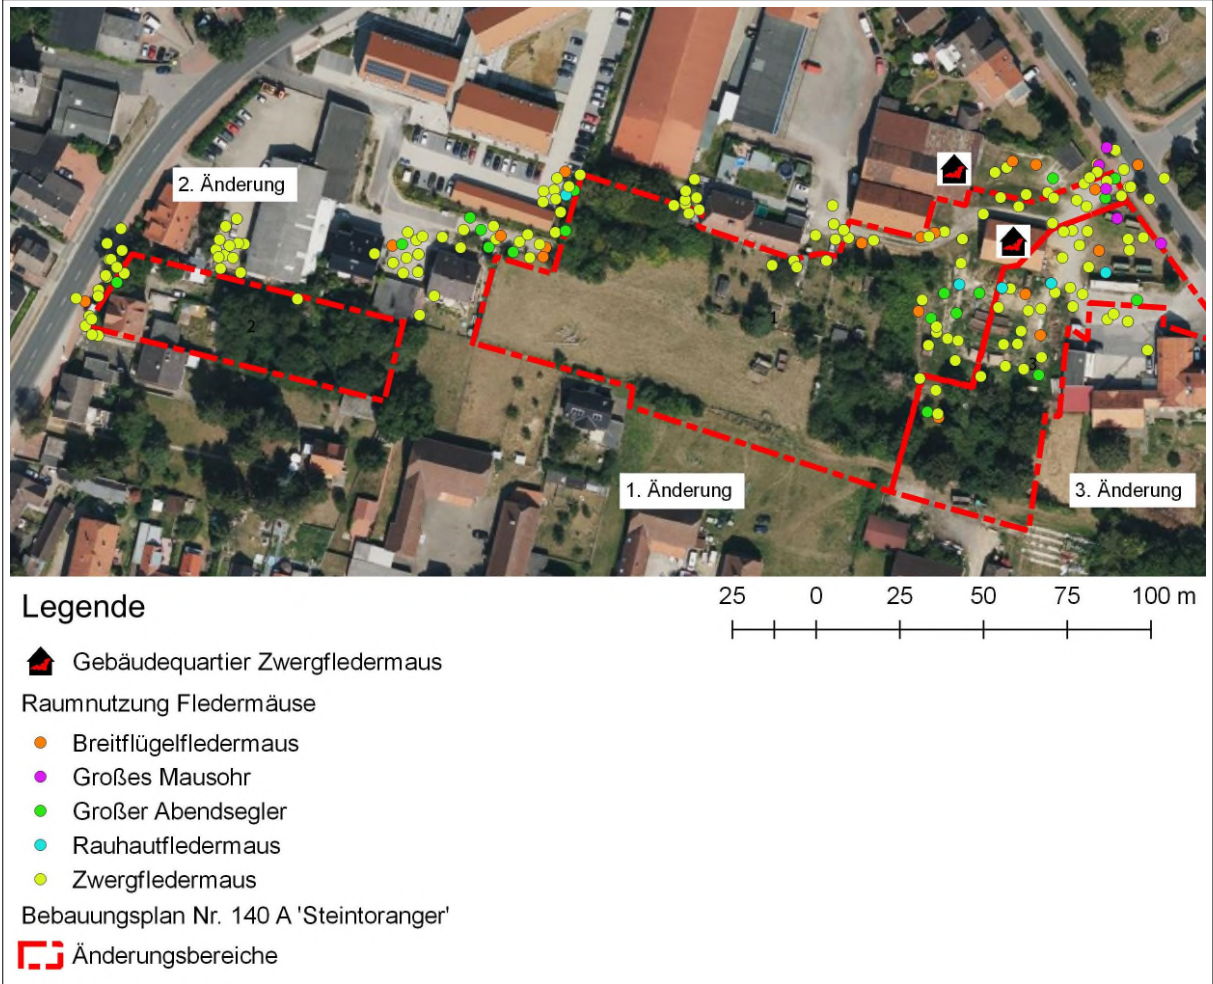 2. Änderung
2
1
3
1. Änderung
3. Änderung
Legende
25 0 25 50 75 100 m
Gebäudequartier Zwergfledermaus
Raumnutzung Fledermäuse
Breitflügelfledermaus
Großes Mausohr
Großer Abendsegler
Rauhautfledermaus
Zwergfledermaus
Bebauungsplan Nr. 140 A 'Steintoranger'
Änderungsbereiche